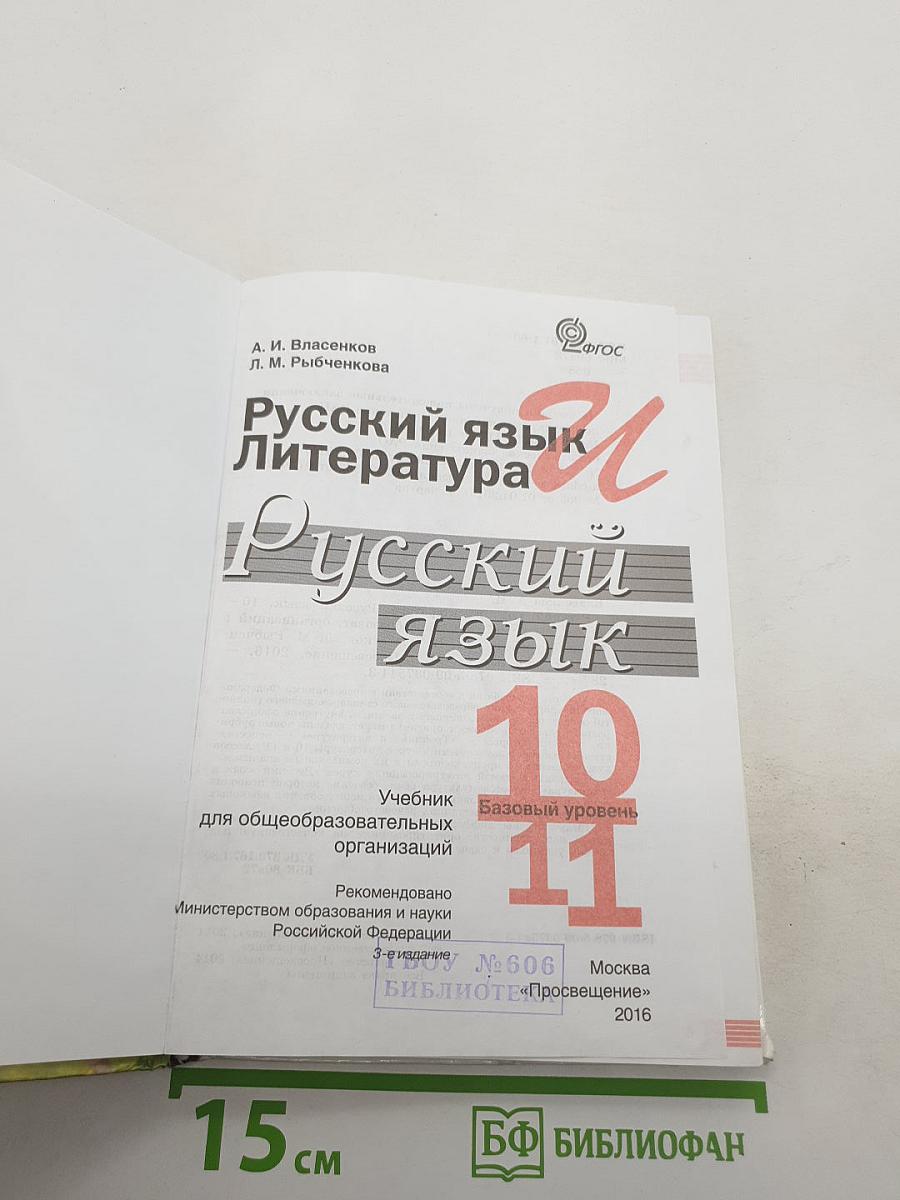 А. И. Власенков
Л. М. Рыбченкова
ФГОС
Русский язык
и
Литература
Русский
язык
10
Базовый уровень
11
Учебник
для общеобразовательных
организаций
Рекомендовано
Министерством образования и науки
Российской Федерации
3-е издание
ГБОУ №606
БИБЛИОТЕКА
Москва
«Просвещение»
2016
15 см
БФ БИБЛИОФАН